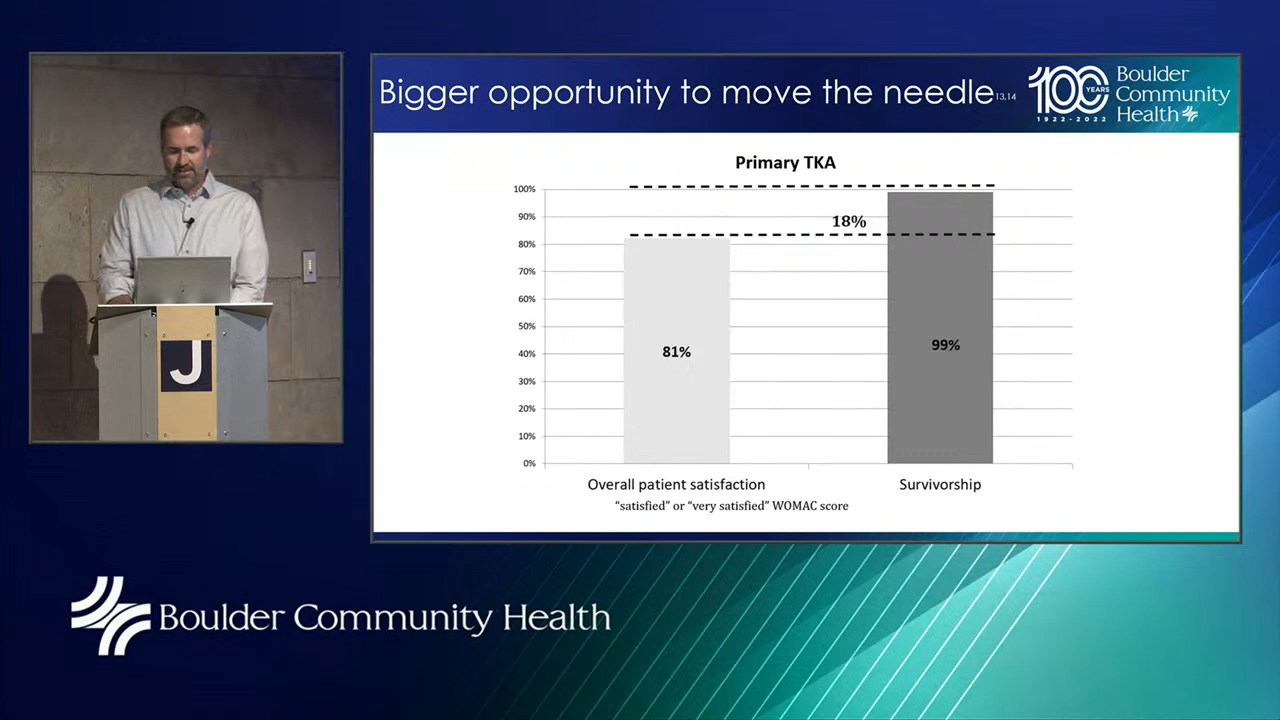 Bigger opportunity to move the needle13,14
100
YEARS
1922-2022
Boulder
Community
Health
Primary TKA
100%
90%
80%
70%
60%
50%
40%
30%
20%
10%
0%
18%
81%
99%
Overall patient satisfaction
Survivorship
“satisfied” or “very satisfied” WOMAC score
J
Boulder Community Health